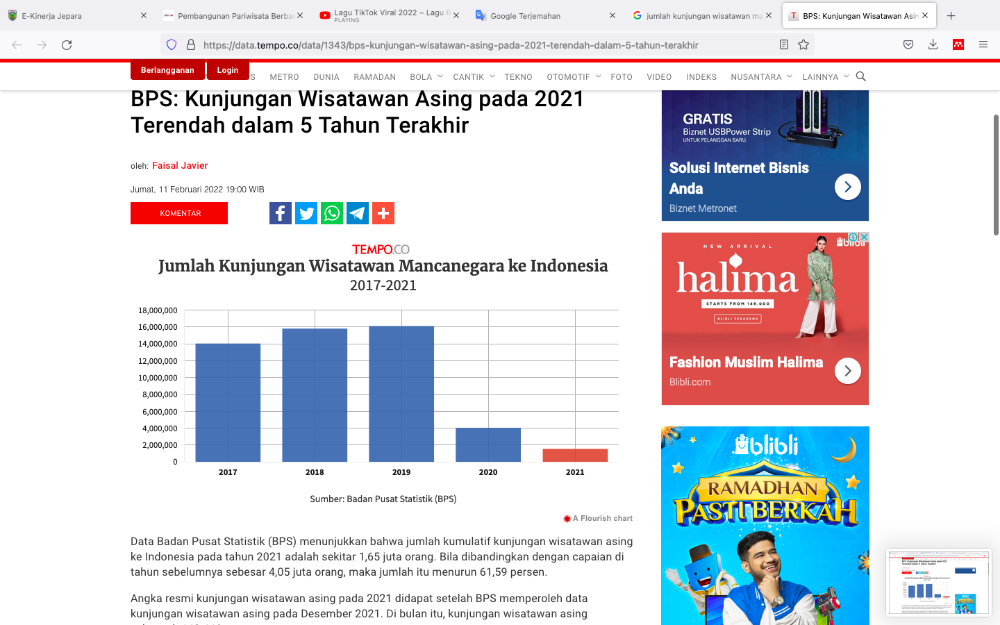 E-Kinerja Jepara
Pembangunan Pariwisata Berbas
Lagu TikTok Viral 2022 ~ Lagu B
PLAYING
Google Terjemahan
jumlah kunjungan wisatawan ma
BPS: Kunjungan Wisatawan Asin
https://data.tempo.co/data/1343/bps-kunjungan-wisatawan-asing-pada-2021-terendah-dalam-5-tahun-terakhir
Berlangganan
Login
S METRO DUNIA RAMADAN BOLA CANTIK TEKNO OTOMOTIF FOTO VIDEO INDEKS NUSANTARA LAINNYA
BPS: Kunjungan Wisatawan Asing pada 2021
Terendah dalam 5 Tahun Terakhir
oleh: Faisal Javier
Jumat, 11 Februari 2022 19:00 WIB
KOMENTAR
TEMPO.CO
Jumlah Kunjungan Wisatawan Mancanegara ke Indonesia
2017-2021
18,000,000
16,000,000
14,000,000
12,000,000
10,000,000
8,000,000
6,000,000
4,000,000
2,000,000
0
2017 2018 2019 2020 2021
Sumber: Badan Pusat Statistik (BPS)
A Flourish chart
Data Badan Pusat Statistik (BPS) menunjukkan bahwa jumlah kumulatif kunjungan wisatawan asing
ke Indonesia pada tahun 2021 adalah sekitar 1,65 juta orang. Bila dibandingkan dengan capaian di
tahun sebelumnya sebesar 4,05 juta orang, maka jumlah itu menurun 61,59 persen.
Angka resmi kunjungan wisatawan asing pada 2021 didapat setelah BPS memperoleh data
kunjungan wisatawan asing pada Desember 2021. Di bulan itu, kunjungan wisatawan asing
GRATIS
Biznet USBPower Strip
UNTUK PELANGGAN BARU.
Solusi Internet Bisnis
Anda
Biznet Metronet
NEW ARRIVAL
blibli
halima
STARTS FROM 149.000
BLIBLI SEKARANG
Fashion Muslim Halima
Blibli.com
blibli
RAMADHAN
PASTI BERKAH